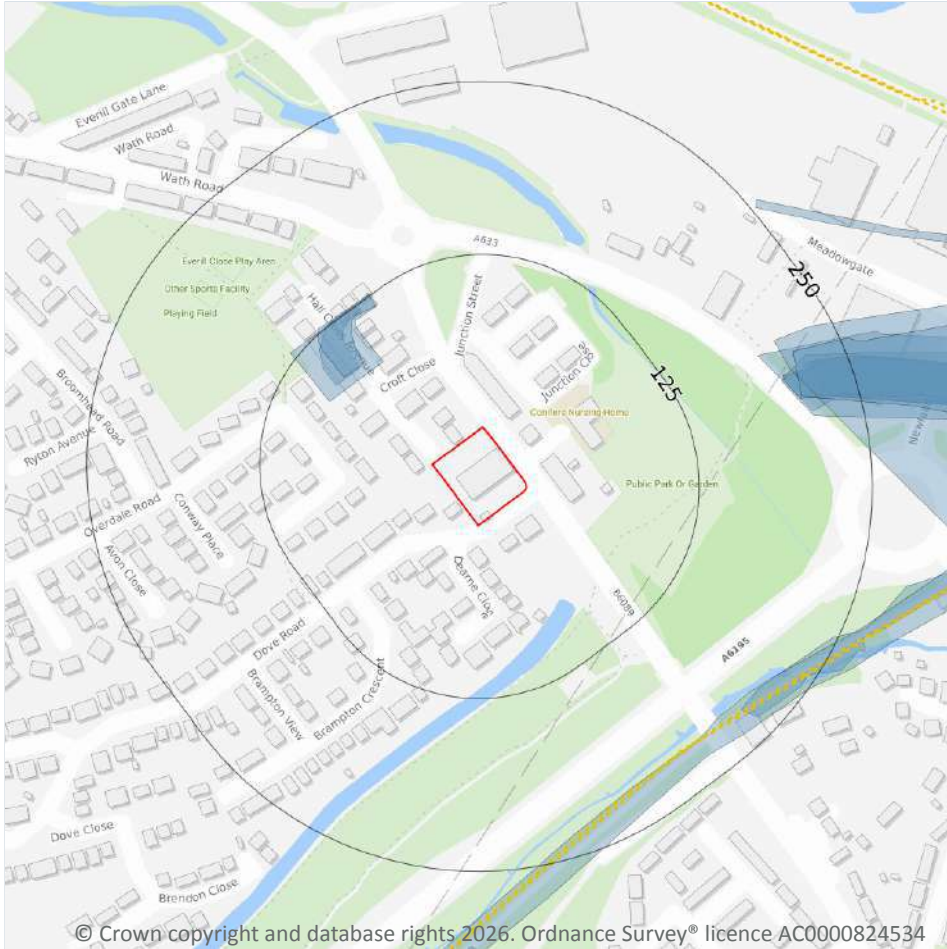 Everill Gate Lane
Wath Road
Wath Road
A633
Meadowgate
250
Everill Close Play Area
Other Sports Facility
Playing Field
Junction Street
Croft Close
Junction Cl
ose
125
Conifers Nursing Home
Broomhead Road
Ryton Avenue
Public Park Or Garden
Overdale Road
Conway Place
Avon Close
Dearne Close
B6089
A6195
Dove Road
Brampton View
Brampton Crescent
Dove Close
Brendon Close
© Crown copyright and database rights 2026. Ordnance Survey® licence AC0000824534